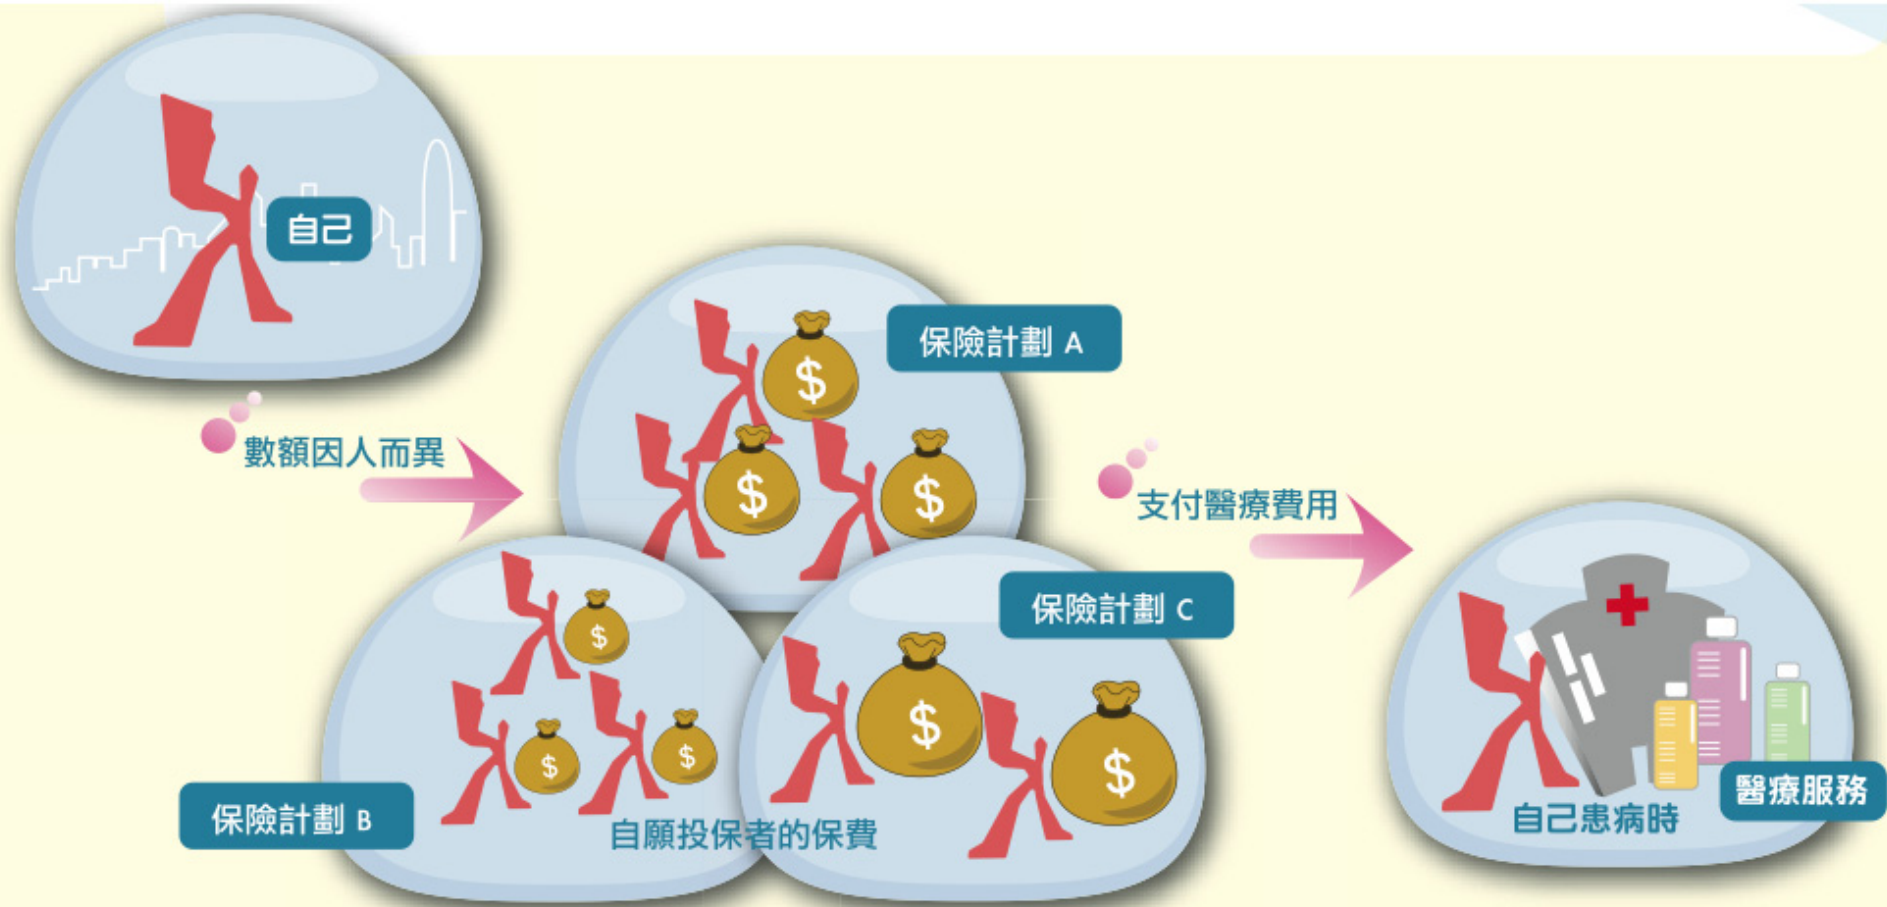 自己
數額因人而異
保險計劃 A
$
$
$
支付醫療費用
保險計劃 B
$
$
$
保險計劃 C
$
$
自願投保者的保費
醫療服務
自己患病時